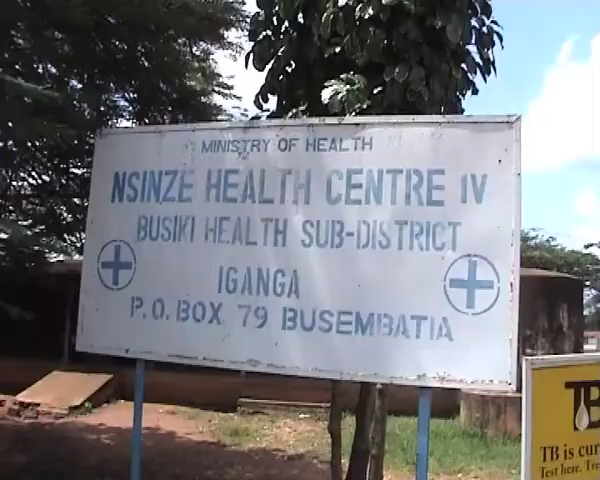 MINISTRY OF HEALTH
NSINZE HEALTH CENTRE IV
BUSIKI HEALTH SUB-DISTRICT
IGANGA
P.O. BOX 79 BUSEMBATIA
TB
TB is cur
Test here. Tre